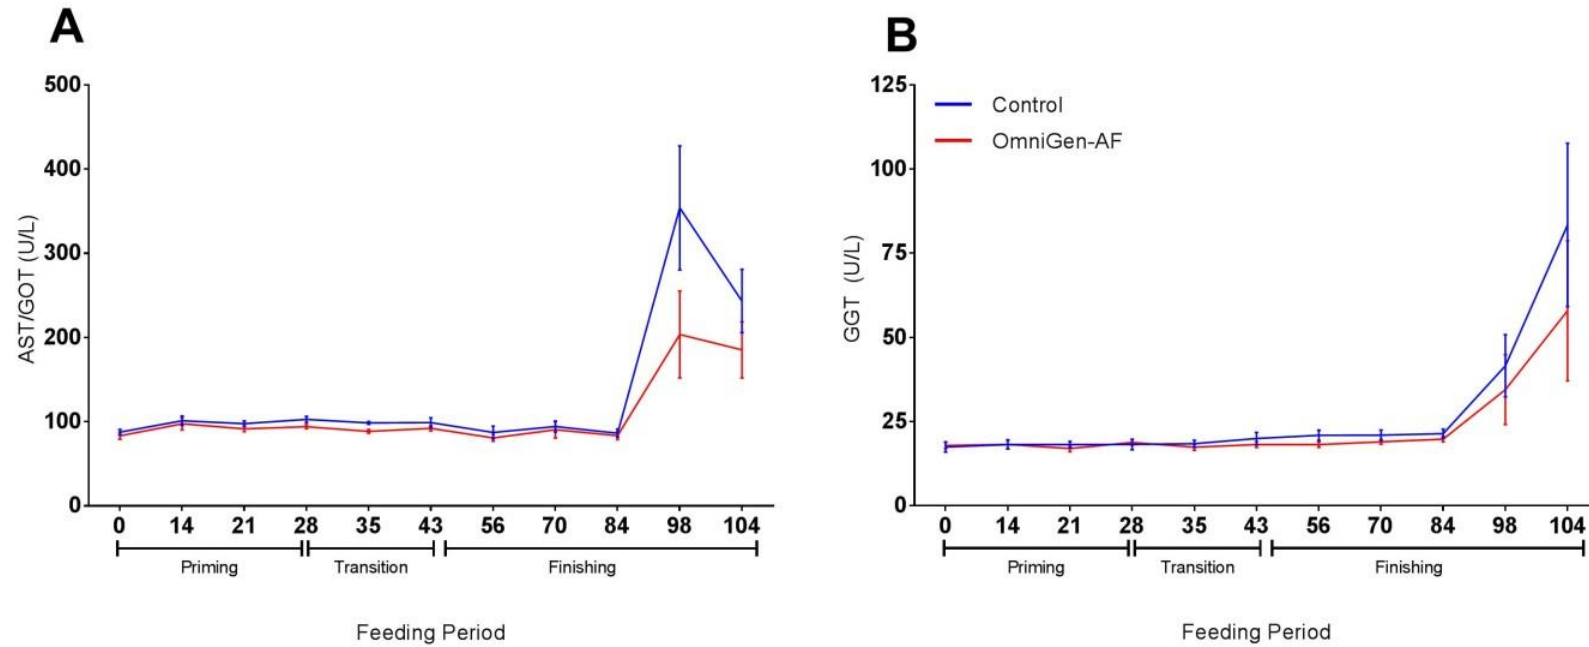 A
AST/GOT (U/L)
500
400
300
200
100
0
0 14 21 28 35 43 56 70 84 98 104
Priming Transition Finishing
Feeding Period
B
Control
OmniGen-AF
GGT (U/L)
125
100
75
50
25
0
0 14 21 28 35 43 56 70 84 98 104
Priming Transition Finishing
Feeding Period